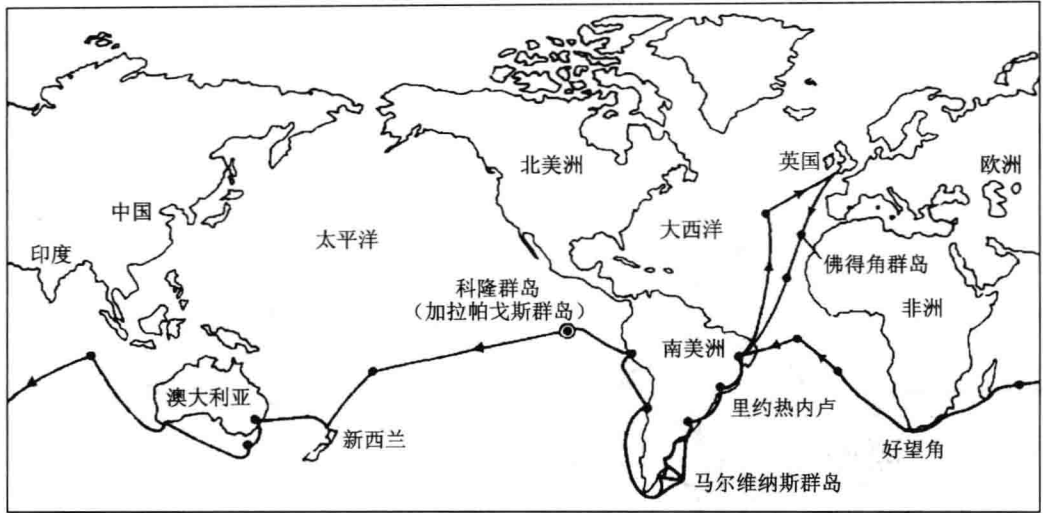 英国
北美洲
欧洲
中国
大西洋
太平洋
印度
佛得角群岛
科隆群岛
(加拉帕戈斯群岛)
非洲
南美洲
澳大利亚
里约热内卢
新西兰
好望角
马尔维纳斯群岛